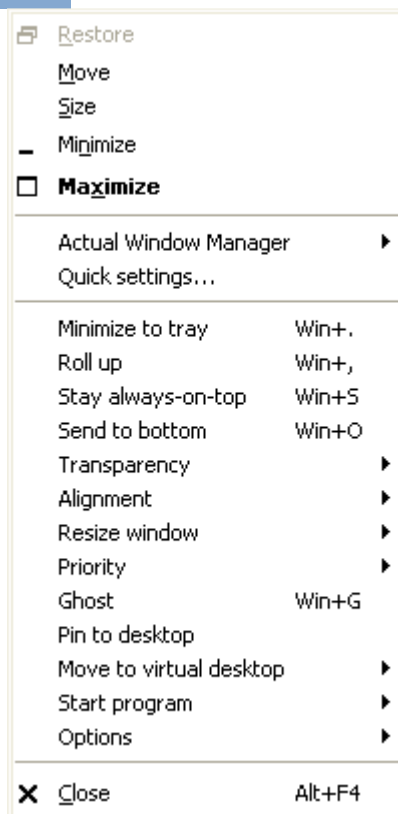 Restore
Move
Size
Minimize
Maximize
Actual Window Manager
Quick settings...
Minimize to tray Win+.
Roll up Win+,
Stay always-on-top Win+S
Send to bottom Win+O
Transparency
Alignment
Resize window
Priority
Ghost Win+G
Pin to desktop
Move to virtual desktop
Start program
Options
Close Alt+F4